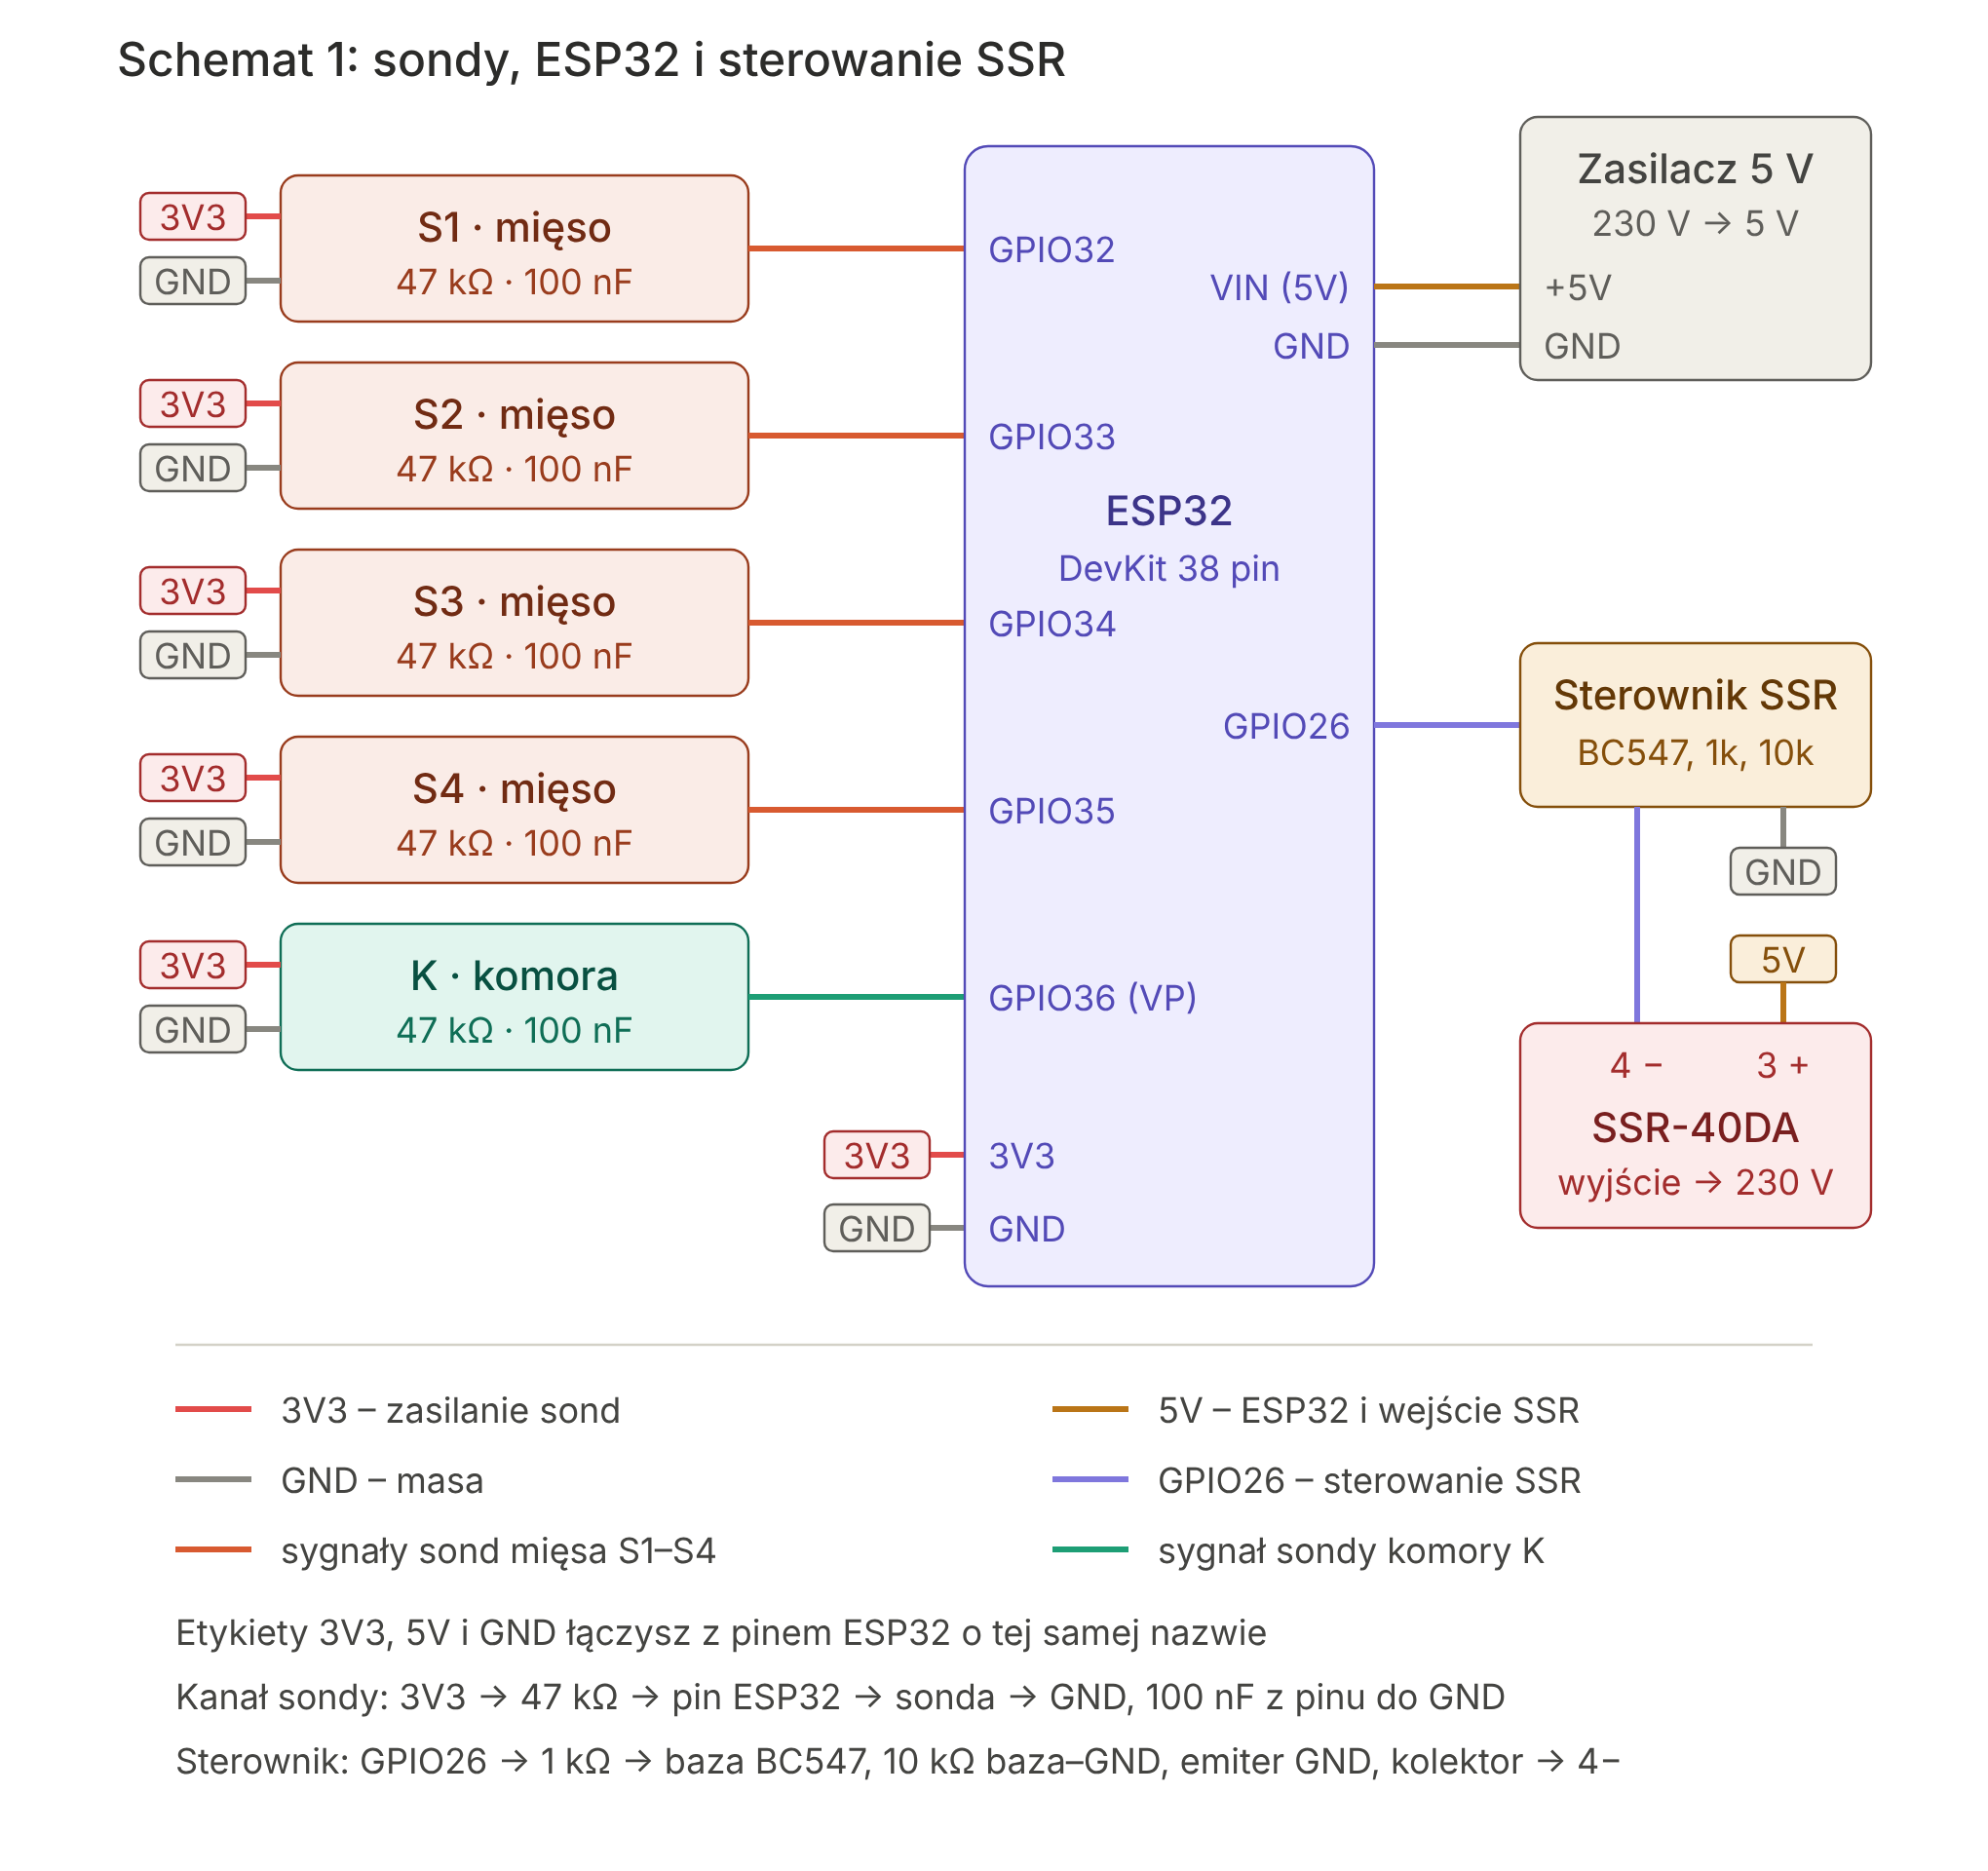 Schemat 1: sondy, ESP32 i sterowanie SSR
3V3
GND
S1 · mięso
47 kΩ · 100 nF
3V3
GND
S2 · mięso
47 kΩ · 100 nF
3V3
GND
S3 · mięso
47 kΩ · 100 nF
3V3
GND
S4 · mięso
47 kΩ · 100 nF
3V3
GND
K · komora
47 kΩ · 100 nF
GPIO32
VIN (5V)
GND
GPIO33
ESP32
DevKit 38 pin
GPIO34
GPIO26
GPIO35
GPIO36 (VP)
3V3
3V3
GND
GND
Zasilacz 5 V
230 V → 5 V
+5V
GND
Sterownik SSR
BC547, 1k, 10k
GND
5V
4 −
3 +
SSR-40DA
wyjście → 230 V
3V3 – zasilanie sond
5V – ESP32 i wejście SSR
GND – masa
GPIO26 – sterowanie SSR
sygnały sond mięsa S1–S4
sygnał sondy komory K
Etykiety 3V3, 5V i GND łączysz z pinem ESP32 o tej samej nazwie
Kanał sondy: 3V3 → 47 kΩ → pin ESP32 → sonda → GND, 100 nF z pinu do GND
Sterownik: GPIO26 → 1 kΩ → baza BC547, 10 kΩ baza–GND, emiter GND, kolektor → 4−